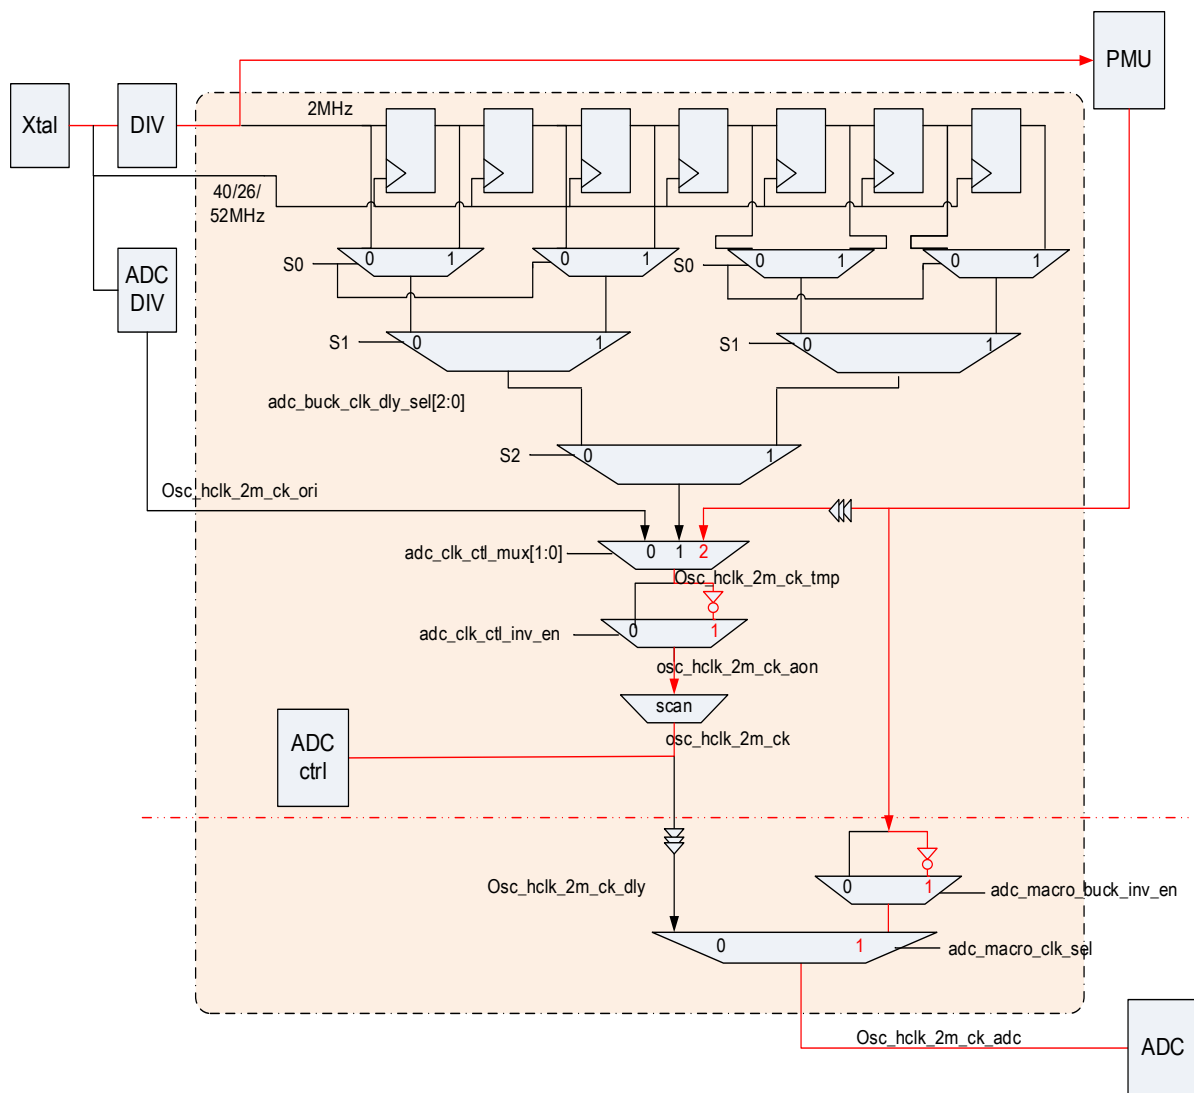 PMU
Xtal
DIV
2MHz
40/26/
52MHz
ADC
DIV
S0
0
1
0
1
S0
0
1
0
1
S1
0
1
S1
0
1
adc_buck_clk_dly_sel[2:0]
S2
0
1
Osc_hclk_2m_ck_ori
adc_clk_ctl_mux[1:0]
0
1
2
Osc_hclk_2m_ck_tmp
adc_clk_ctl_inv_en
0
1
osc_hclk_2m_ck_aon
scan
osc_hclk_2m_ck
ADC
ctrl
Osc_hclk_2m_ck_dly
0
1
adc_macro_buck_inv_en
0
1
adc_macro_clk_sel
Osc_hclk_2m_ck_adc
ADC